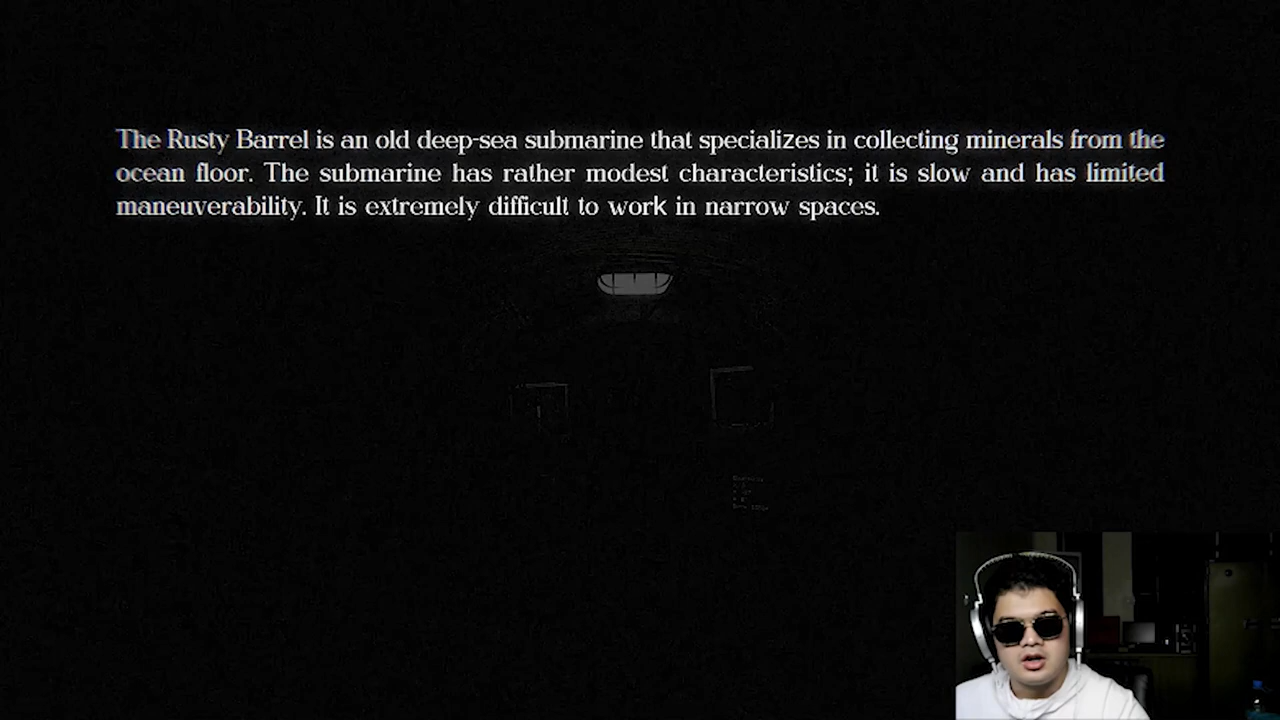 The Rusty Barrel is an old deep-sea submarine that specializes in collecting minerals from the
ocean floor. The submarine has rather modest characteristics; it is slow and has limited
maneuverability. It is extremely difficult to work in narrow spaces.